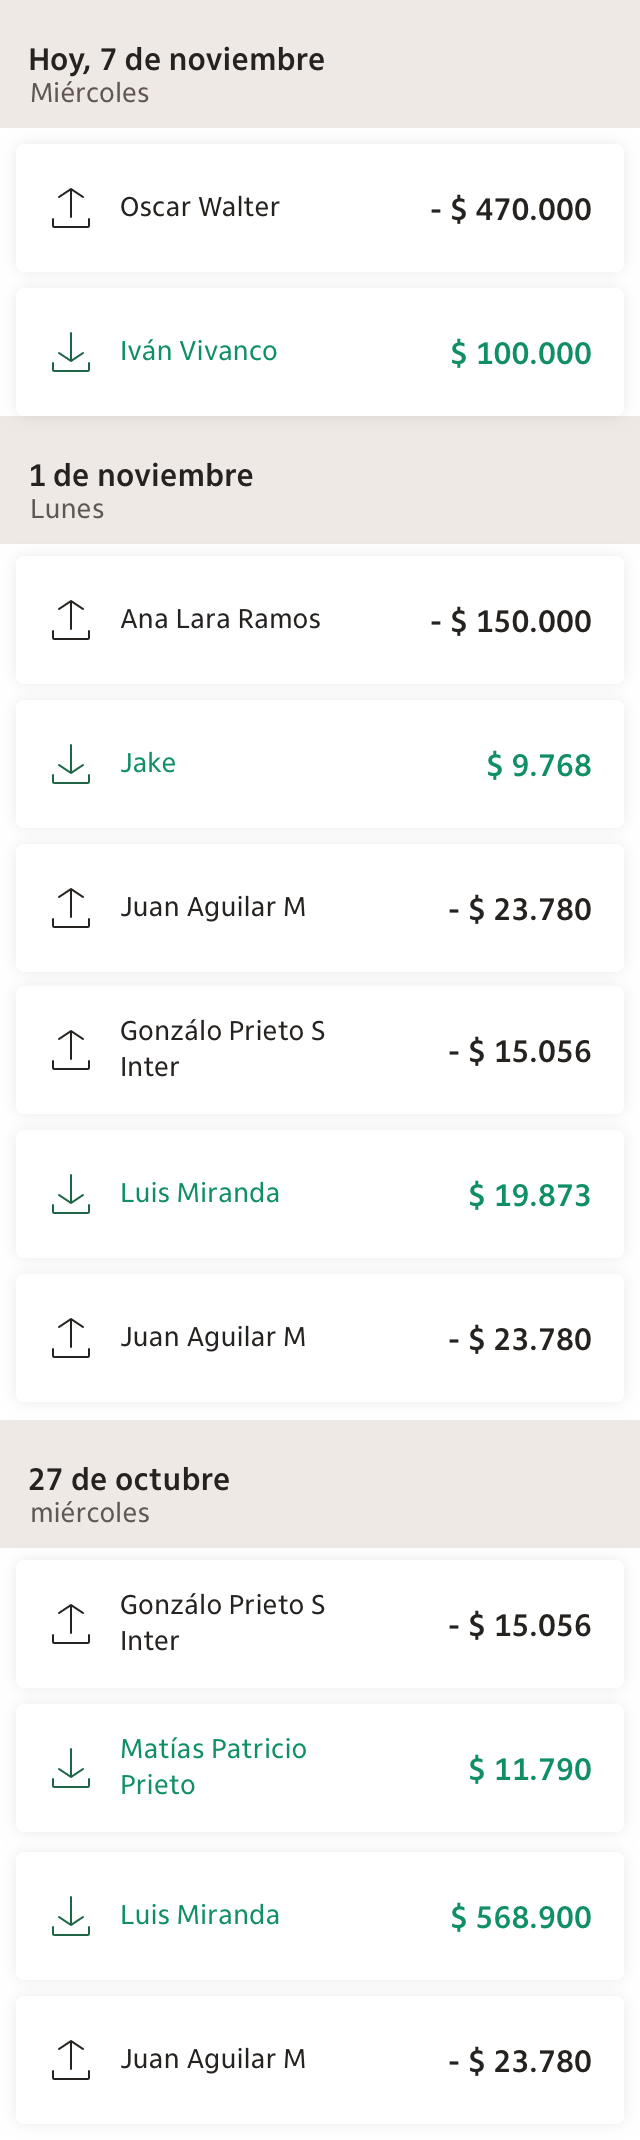 Hoy, 7 de noviembre
Miércoles
Oscar Walter - $ 470.000
Iván Vivanco $ 100.000
1 de noviembre
Lunes
Ana Lara Ramos - $ 150.000
Jake $ 9.768
Juan Aguilar M - $ 23.780
Gonzálo Prieto S
Inter - $ 15.056
Luis Miranda $ 19.873
Juan Aguilar M - $ 23.780
27 de octubre
miércoles
Gonzálo Prieto S
Inter - $ 15.056
Matías Patricio
Prieto $ 11.790
Luis Miranda $ 568.900
Juan Aguilar M - $ 23.780